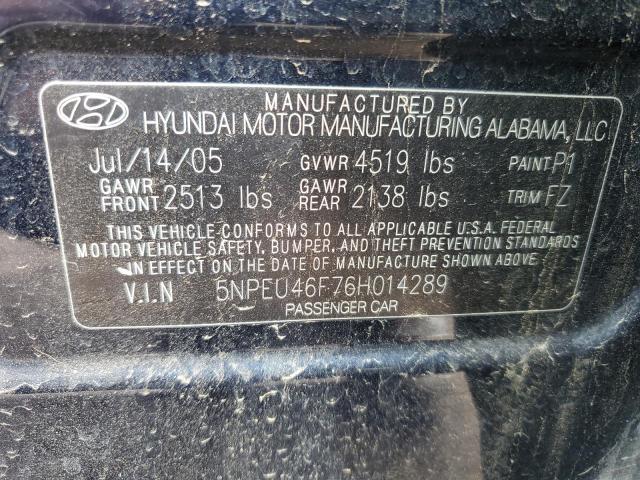 MANUFACTURED BY
HYUNDAI MOTOR MANUFACTURING ALABAMA, LLC
Jul/14/05 GVWR 4519 lbs PAINT P1
GAWR FRONT 2513 lbs GAWR REAR 2138 lbs TRIM FZ
THIS VEHICLE CONFORMS TO ALL APPLICABLE U.S.A. FEDERAL
MOTOR VEHICLE SAFETY, BUMPER, AND THEFT PREVENTION STANDARDS
IN EFFECT ON THE DATE OF MANUFACTURE SHOWN ABOVE.
V.I.N 5NPEU46F76H014289
PASSENGER CAR